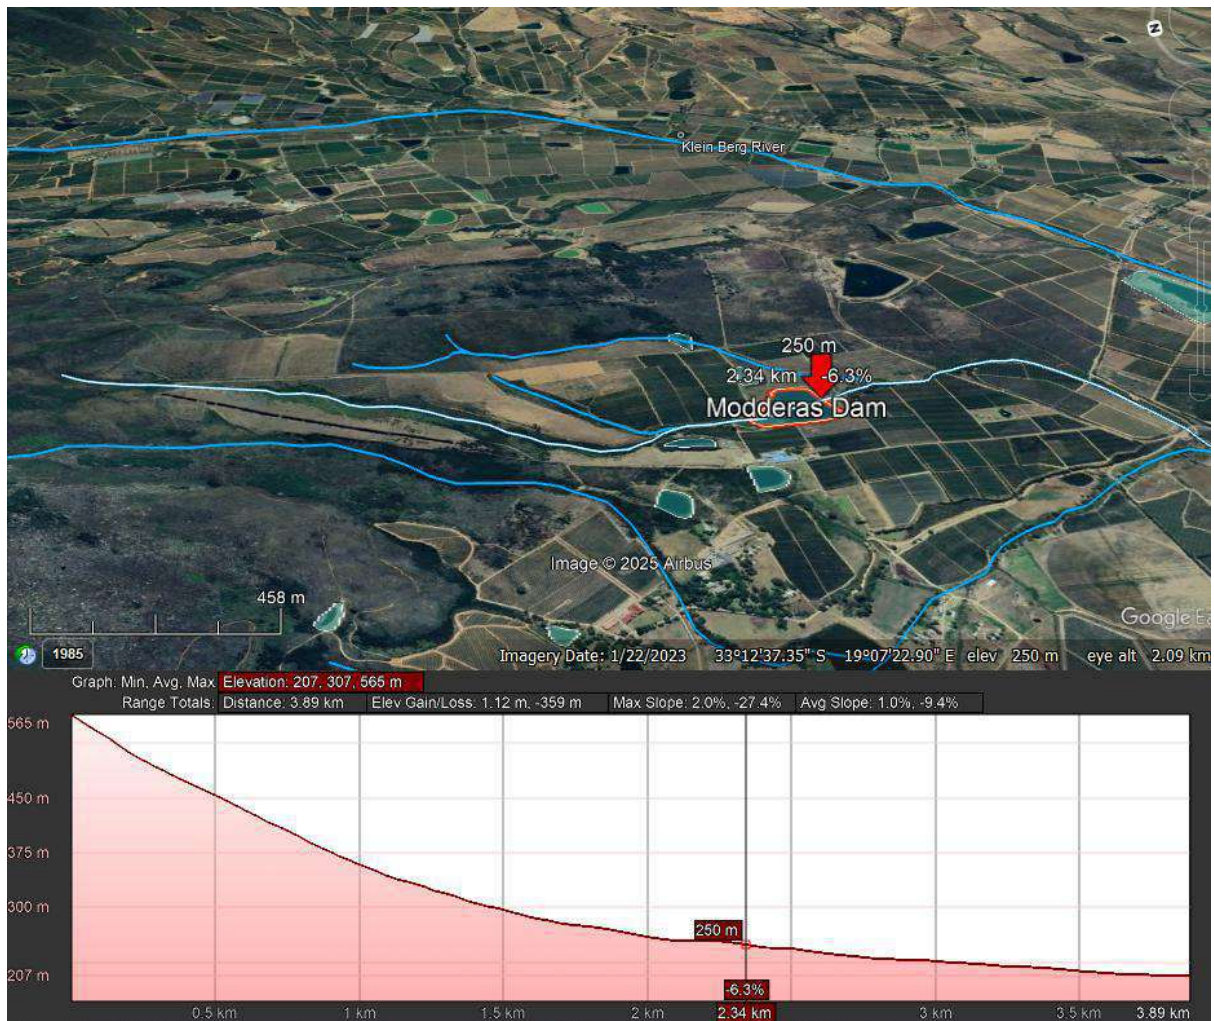 N
Klein Berg River
250 m
2.34 km -6.3%
Modderas Dam
Image © 2025 Airbus
458 m
Google Ea
1985
Imagery Date: 1/22/2023 33°12'37.35" S 19°07'22.90" E elev 250 m eye alt 2.09 km
Graph: Min, Avg, Max Elevation: 207, 307, 565 m
Range Totals: Distance: 3.89 km Elev Gain/Loss: 1.12 m, -359 m Max Slope: 2.0%, -27.4% Avg Slope: 1.0%, -9.4%
565 m
450 m
375 m
300 m
250 m
207 m
-6.3%
0.5 km 1 km 1.5 km 2 km 2.34 km 3 km 3.5 km 3.89 km